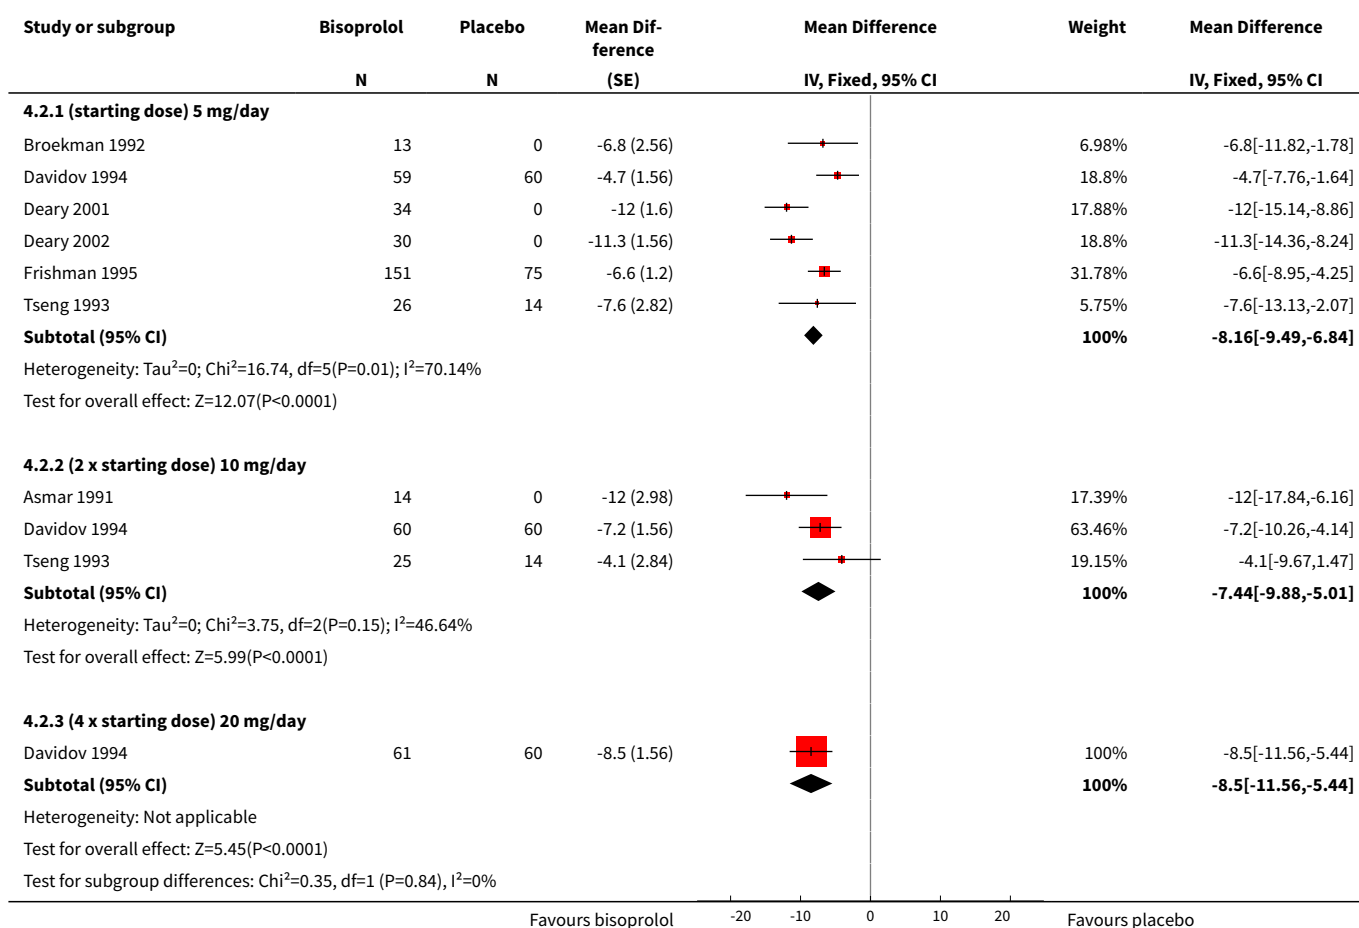 Study or subgroup Bisoprolol Placebo Mean Dif- Mean Difference Weight Mean Difference
ference
N N (SE) IV, Fixed, 95% CI IV, Fixed, 95% CI
4.2.1 (starting dose) 5 mg/day
Broekman 1992 13 0 -6.8 (2.56) 6.98% -6.8[-11.82,-1.78]
Davidov 1994 59 60 -4.7 (1.56) 18.8% -4.7[-7.76,-1.64]
Deary 2001 34 0 -12 (1.6) 17.88% -12[-15.14,-8.86]
Deary 2002 30 0 -11.3 (1.56) 18.8% -11.3[-14.36,-8.24]
Frishman 1995 151 75 -6.6 (1.2) 31.78% -6.6[-8.95,-4.25]
Tseng 1993 26 14 -7.6 (2.82) 5.75% -7.6[-13.13,-2.07]
Subtotal (95% CI) 100% -8.16[-9.49,-6.84]
Heterogeneity: Tau²=0; Chi²=16.74, df=5(P=0.01); I²=70.14%
Test for overall effect: Z=12.07(P<0.0001)
4.2.2 (2 x starting dose) 10 mg/day
Asmar 1991 14 0 -12 (2.98) 17.39% -12[-17.84,-6.16]
Davidov 1994 60 60 -7.2 (1.56) 63.46% -7.2[-10.26,-4.14]
Tseng 1993 25 14 -4.1 (2.84) 19.15% -4.1[-9.67,1.47]
Subtotal (95% CI) 100% -7.44[-9.88,-5.01]
Heterogeneity: Tau²=0; Chi²=3.75, df=2(P=0.15); I²=46.64%
Test for overall effect: Z=5.99(P<0.0001)
4.2.3 (4 x starting dose) 20 mg/day
Davidov 1994 61 60 -8.5 (1.56) 100% -8.5[-11.56,-5.44]
Subtotal (95% CI) 100% -8.5[-11.56,-5.44]
Heterogeneity: Not applicable
Test for overall effect: Z=5.45(P<0.0001)
Test for subgroup differences: Chi²=0.35, df=1 (P=0.84), I²=0%
Favours bisoprolol -20 -10 0 10 20 Favours placebo